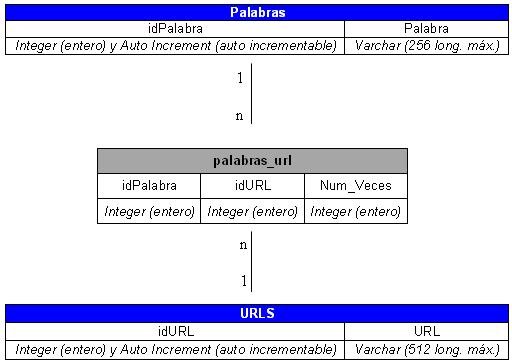 Palabras
idPalabra Palabra
Integer (entero) y Auto Increment (auto incrementable) Varchar (256 long. máx.)
1
n
palabras_url
idPalabra idURL Num_Veces
Integer (entero) Integer (entero) Integer (entero)
n
1
URLS
idURL URL
Integer (entero) y Auto Increment (auto incrementable) Varchar (512 long. máx.)